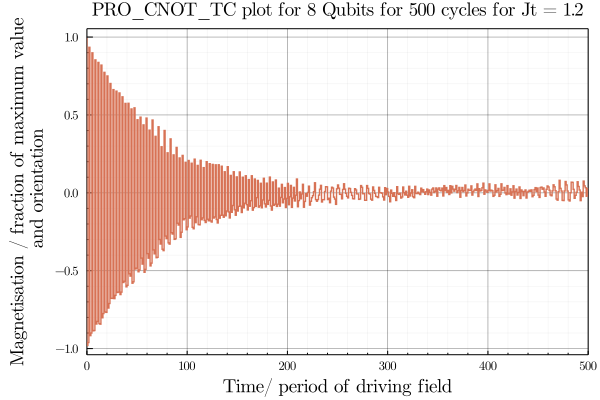 PRO_CNOT_TC plot for 8 Qubits for 500 cycles for Jt = 1.2
Magnetisation / fraction of maximum value
and orientation
1.0
0.5
0.0
−0.5
−1.0
0 100 200 300 400 500
Time/ period of driving field